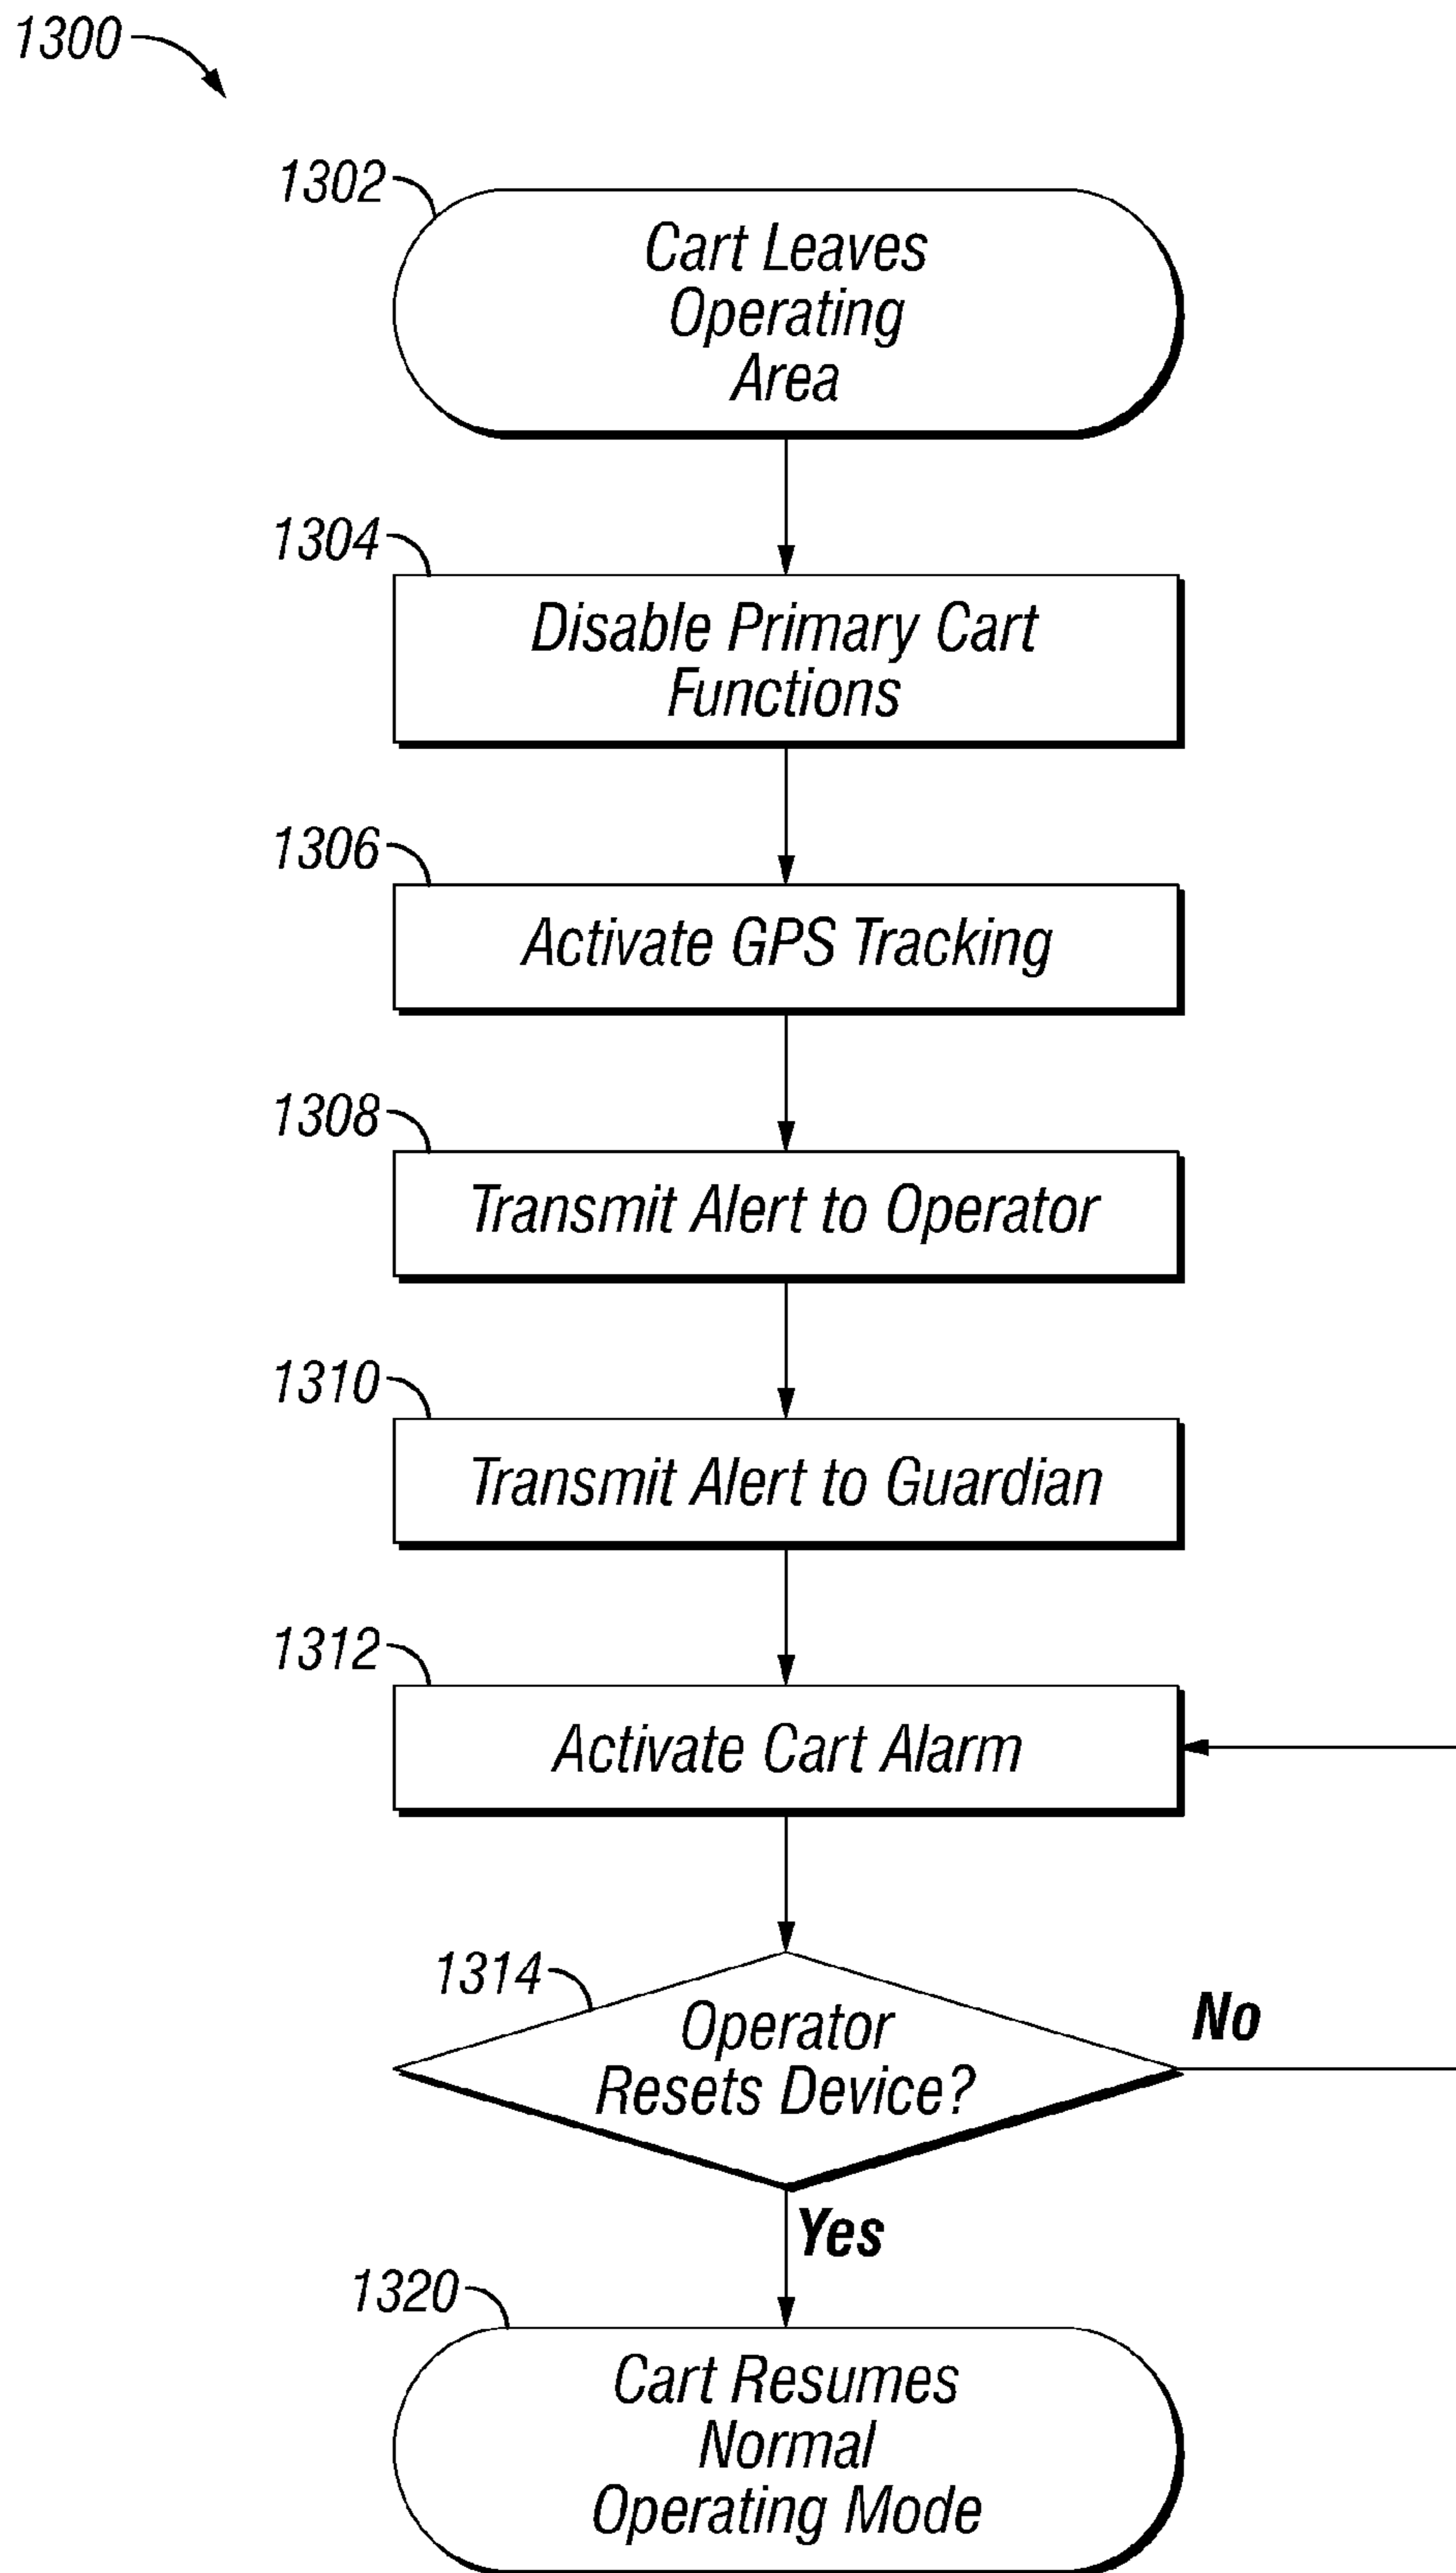 1300
1302
Cart Leaves
Operating
Area
1304
Disable Primary Cart
Functions
1306
Activate GPS Tracking
1308
Transmit Alert to Operator
1310
Transmit Alert to Guardian
1312
Activate Cart Alarm
1314
Operator
Resets Device?
No
Yes
1320
Cart Resumes
Normal
Operating Mode